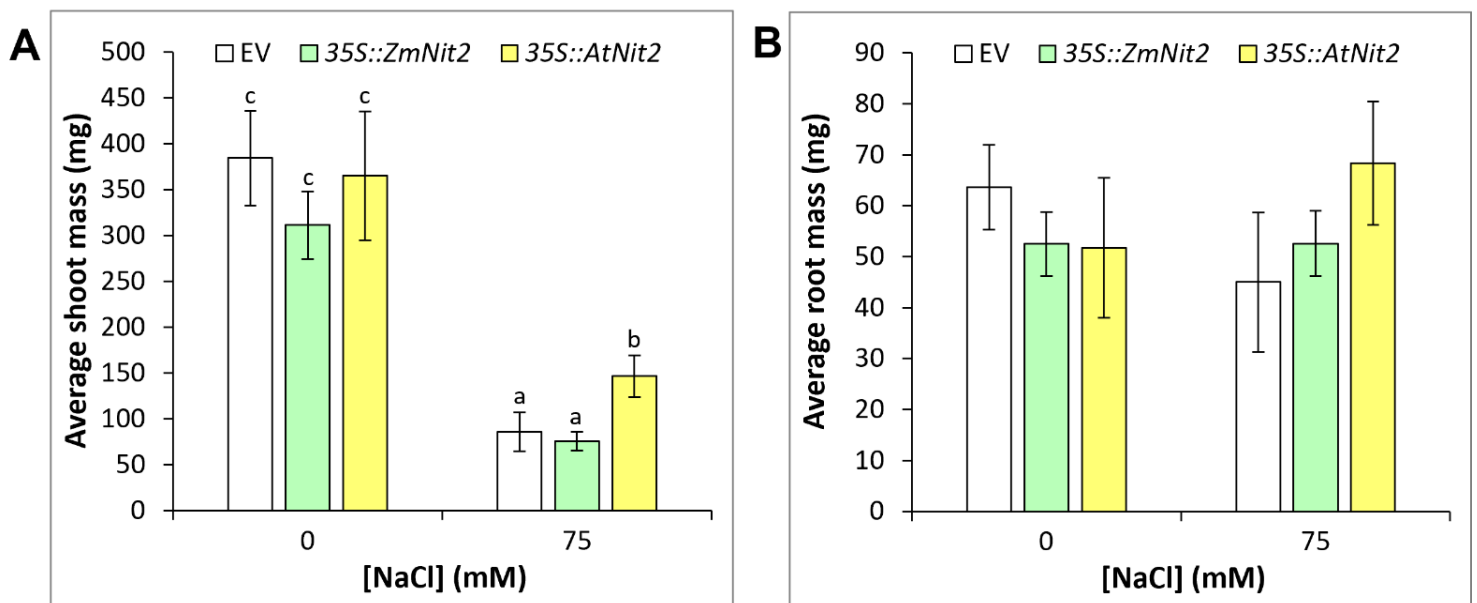 A
EV 35S::ZmNit2 35S::AtNit2
Average shoot mass (mg)
500
450
400
350
300
250
200
150
100
50
0
c
c
c
a
a
b
0 75
[NaCl] (mM)
B
EV 35S::ZmNit2 35S::AtNit2
Average root mass (mg)
90
80
70
60
50
40
30
20
10
0
0 75
[NaCl] (mM)